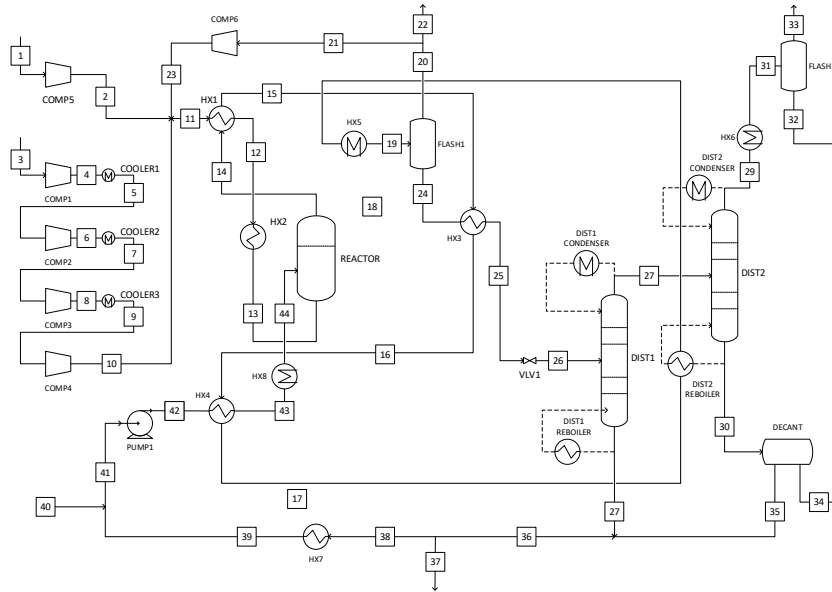 COMP6
22
33
1
21
20
31
FLASH
23
2
15
COMP5
HX1
HX5
19
FLASH1
32
11
HX6
3
12
14
DIST2
CONDENSER
29
4
COOLER1
5
24
COMP1
18
HX2
6
COOLER2
REACTOR
HX3
DIST1
CONDENSER
COMP2
7
25
27
DIST2
8
COOLER3
13
44
COMP3
9
10
16
26
DIST1
COMP4
HX8
VLV1
DIST2
REBOILER
HX4
42
43
DIST1
REBOILER
30
DECANT
PUMP1
41
17
34
40
27
35
39
38
36
HX7
37